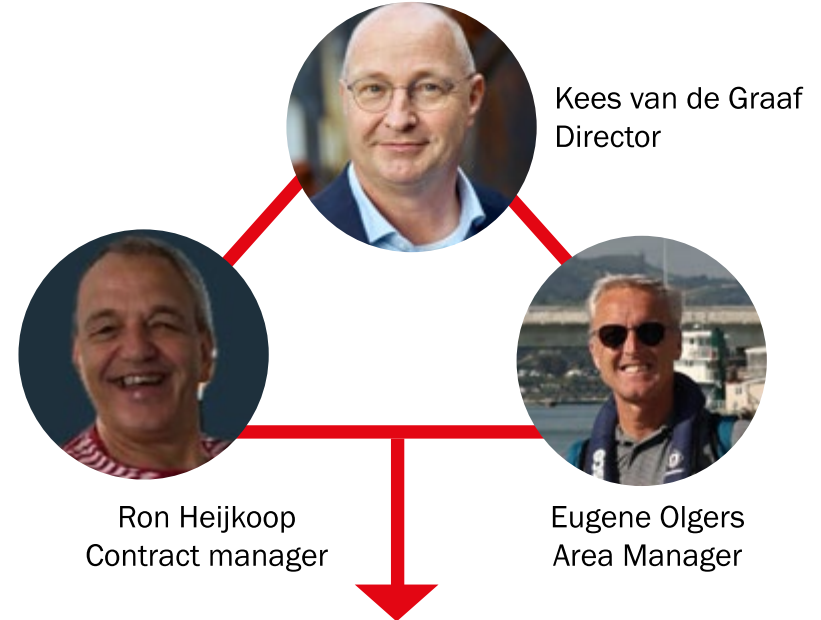 Kees van de Graaf
Director
Ron Heijkoop
Contract manager
Eugene Olgers
Area Manager